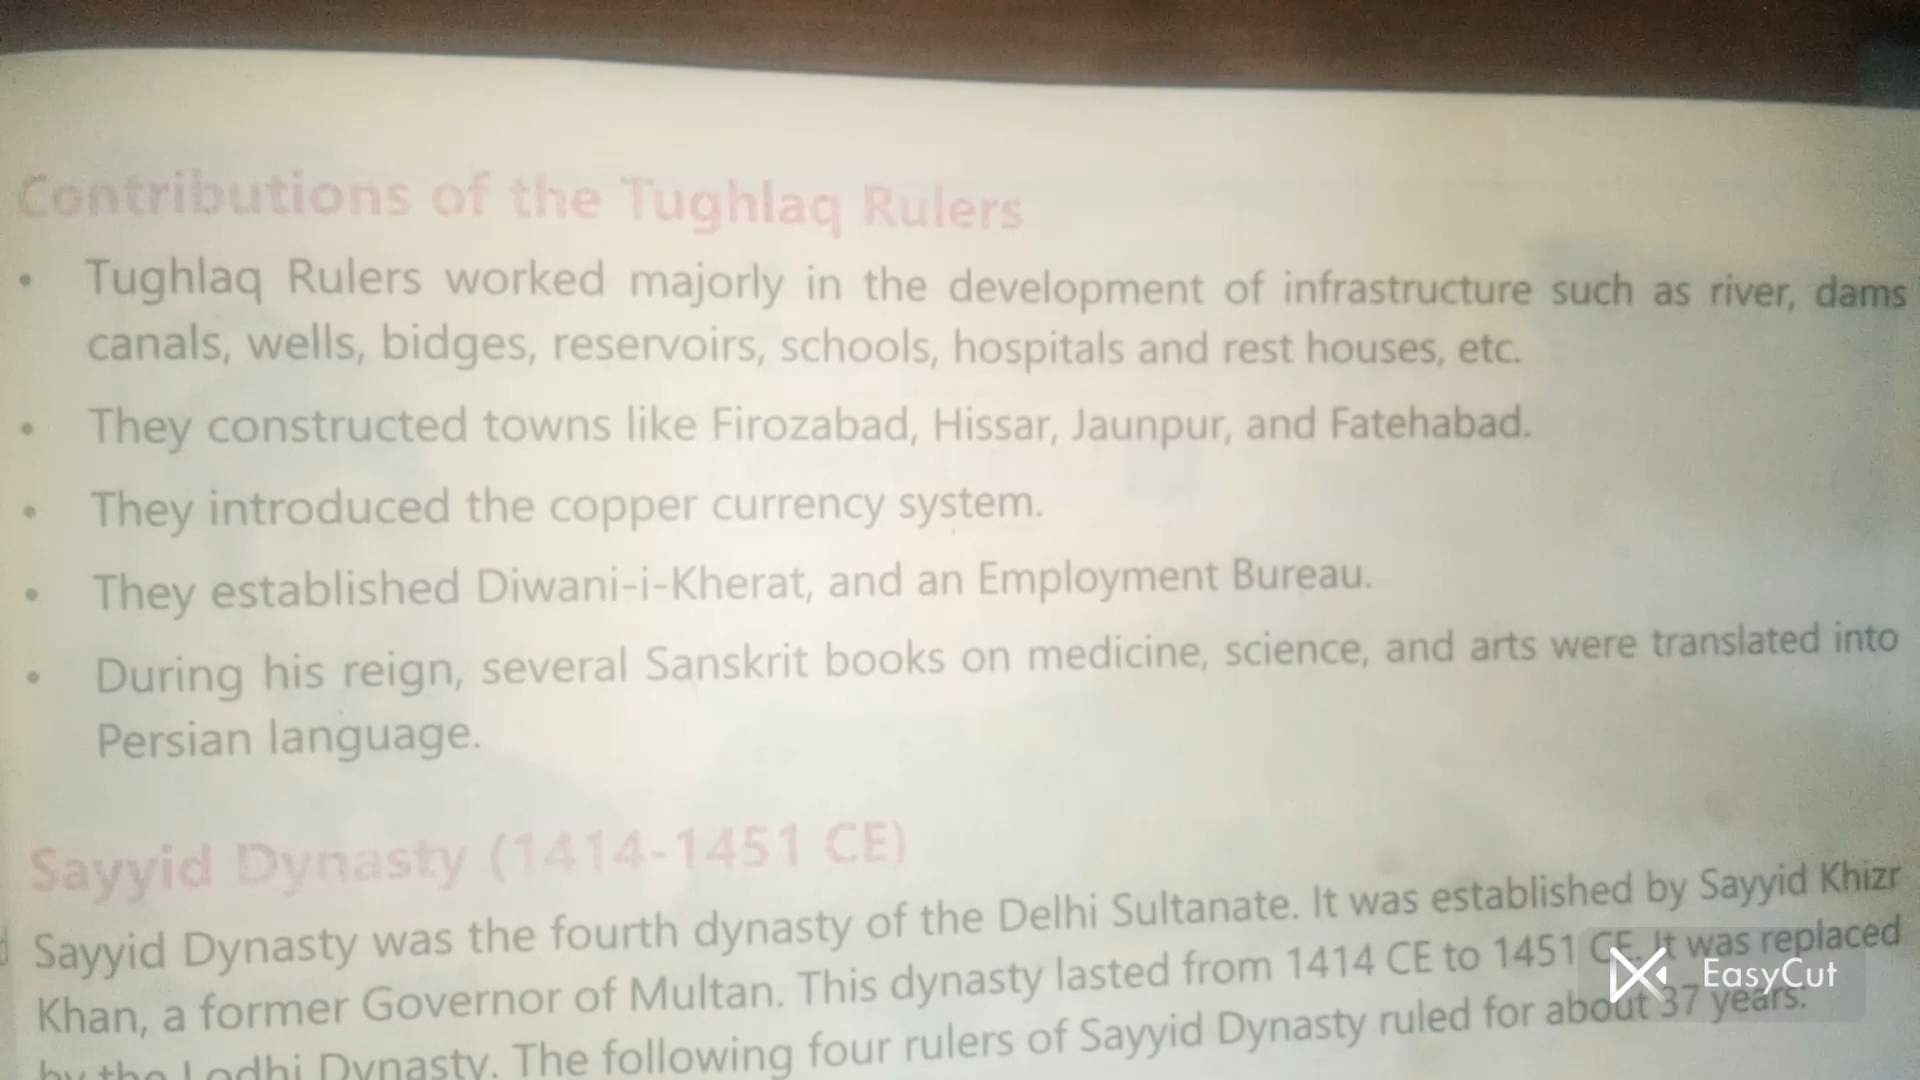 Contributions of the Tughlaq Rulers
• Tughlaq Rulers worked majorly in the development of infrastructure such as river, dams
canals, wells, bidges, reservoirs, schools, hospitals and rest houses, etc.
• They constructed towns like Firozabad, Hissar, Jaunpur, and Fatehabad.
• They introduced the copper currency system.
• They established Diwani-i-Kherat, and an Employment Bureau.
• During his reign, several Sanskrit books on medicine, science, and arts were translated into
Persian language.
Sayyid Dynasty (1414-1451 CE)
Sayyid Dynasty was the fourth dynasty of the Delhi Sultanate. It was established by Sayyid Khizr
Khan, a former Governor of Multan. This dynasty lasted from 1414 CE to 1451 CE. It was replaced
by the Lodhi Dynasty. The following four rulers of Sayyid Dynasty ruled for about 37 years.
EasyCut